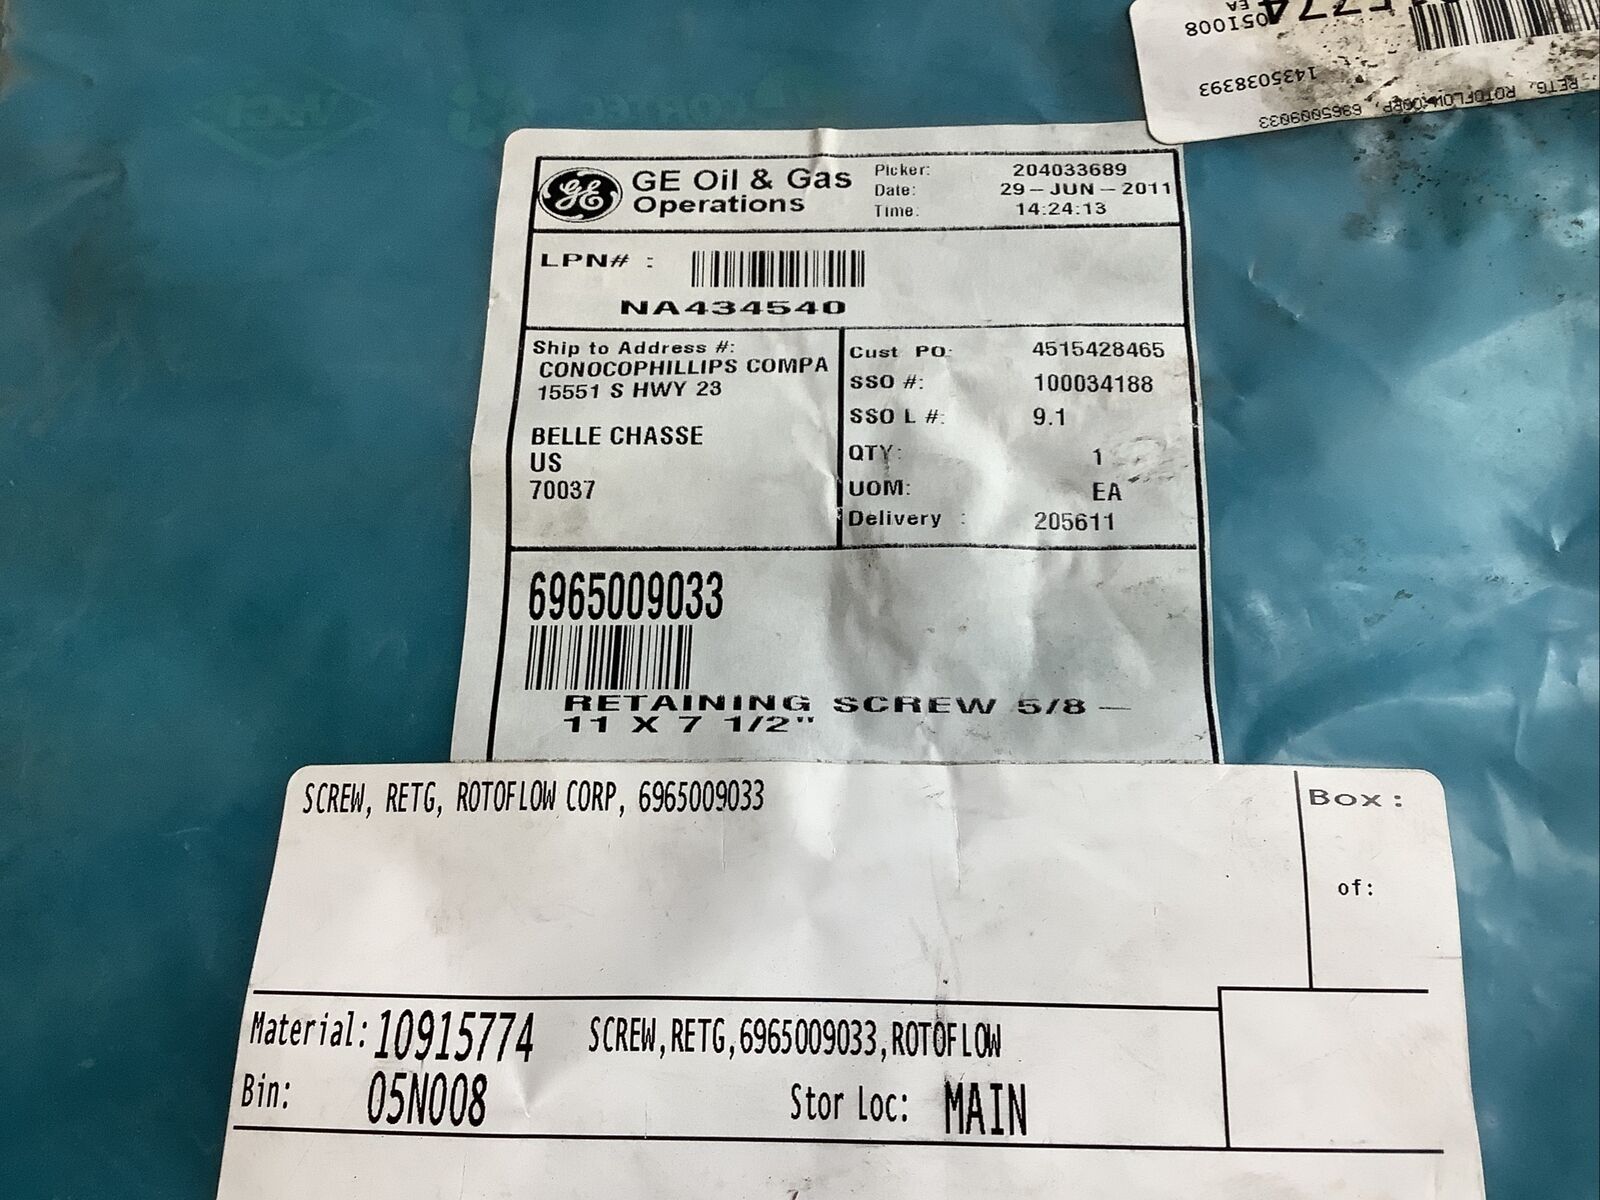 051008
EA
1435038393
RETG, ROTOFLOW CORP, 6965009033
GE
GE Oil & Gas
Operations
Picker: 204033689
Date: 29-JUN-2011
Time: 14:24:13
LPN# :
NA434540
Ship to Address #:
CONOCOPHILLIPS COMPA
15551 S HWY 23
BELLE CHASSE
US
70037
Cust PO: 4515428465
SSO #: 100034188
SSO L #: 9.1
QTY: 1
UOM: EA
Delivery : 205611
6965009033
RETAINING SCREW 5/8 -
11 X 7 1/2"
SCREW, RETG, ROTOFLOW CORP, 6965009033
Box:
of:
Material: 10915774 SCREW,RETG,6965009033,ROTOFLOW
Bin: 05N008 Stor Loc: MAIN